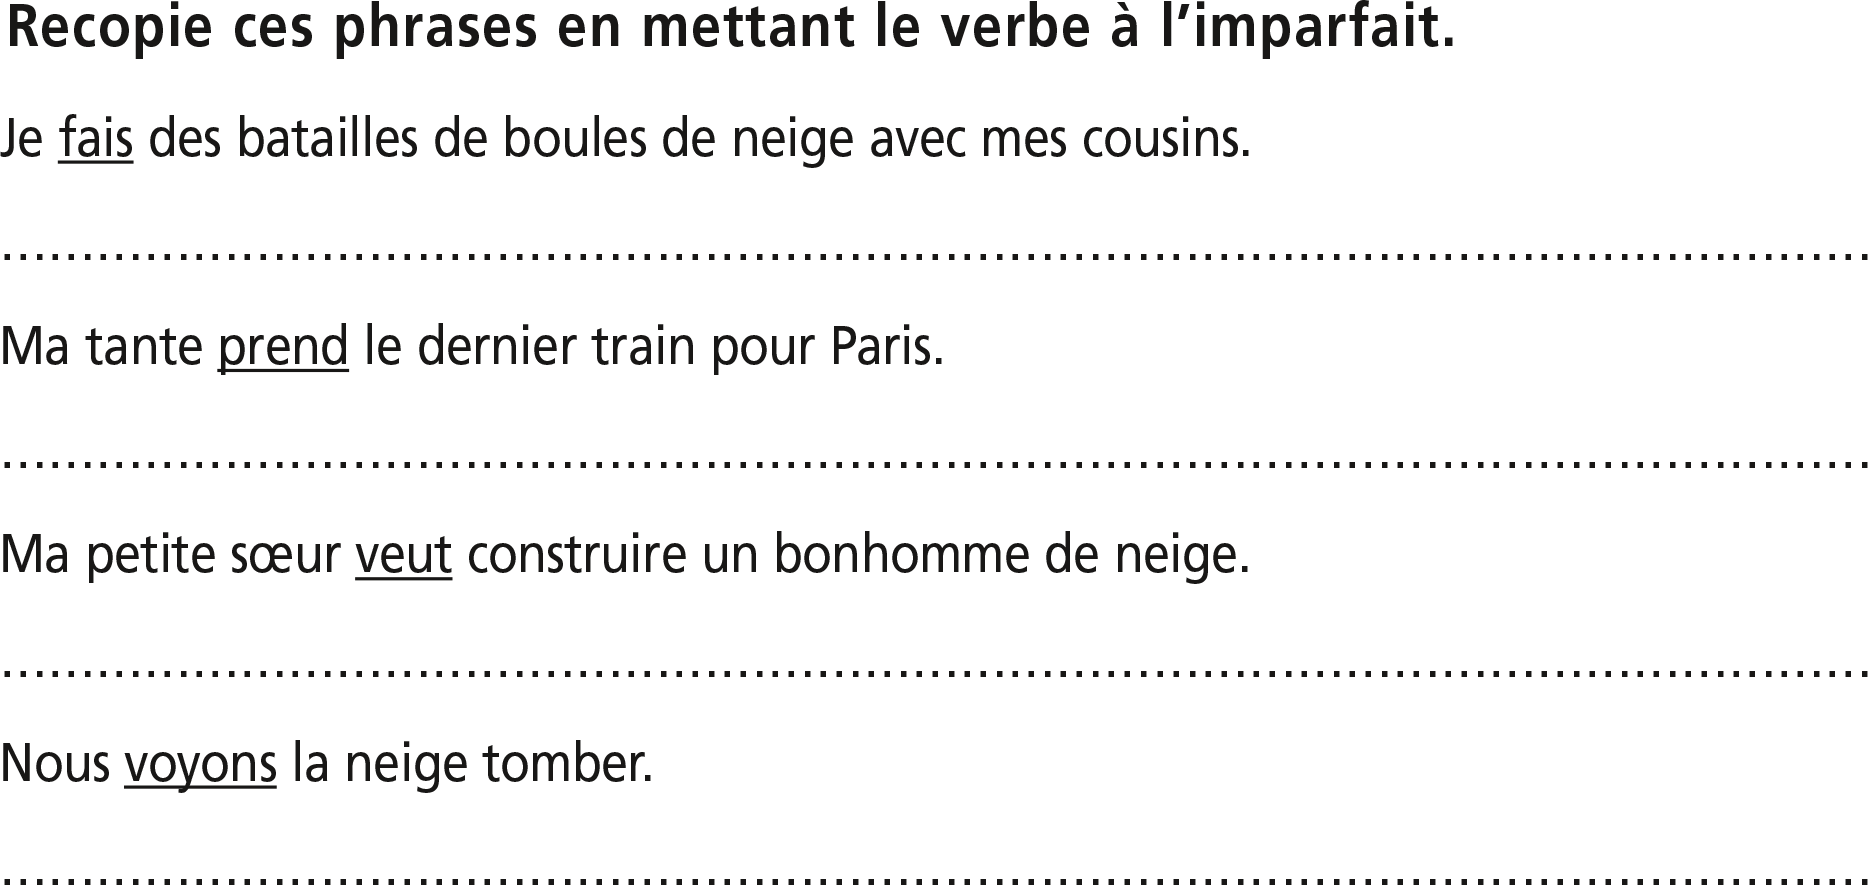 Recopie ces phrases en mettant le verbe à l’imparfait.
Je fais des batailles de boules de neige avec mes cousins.
................................................................................................................
Ma tante prend le dernier train pour Paris.
................................................................................................................
Ma petite sœur veut construire un bonhomme de neige.
................................................................................................................
Nous voyons la neige tomber.
................................................................................................................